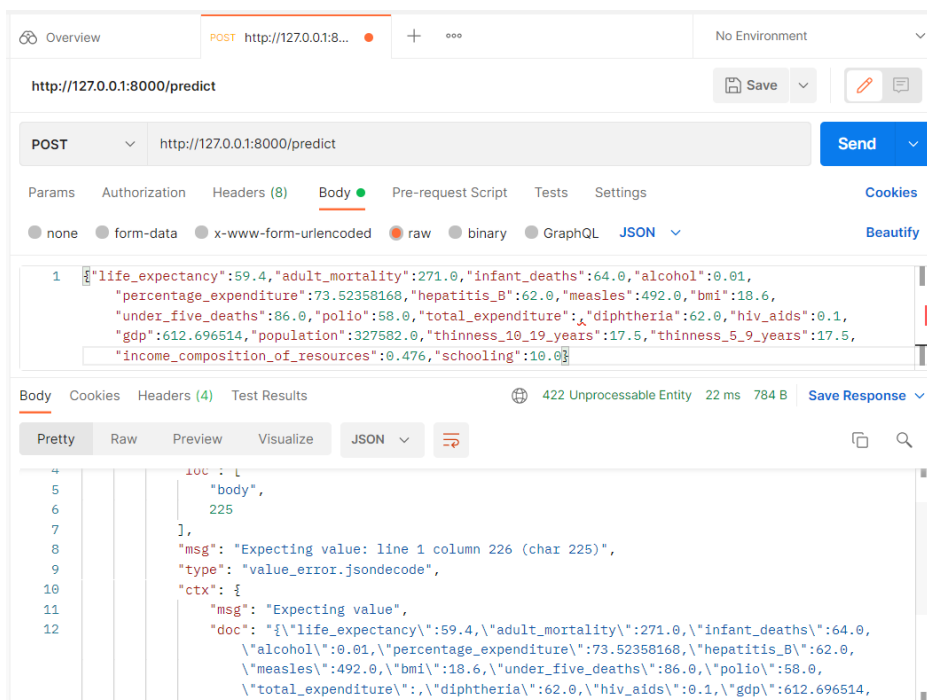 Overview
POST http://127.0.0.1:8...
No Environment
http://127.0.0.1:8000/predict
Save
POST
http://127.0.0.1:8000/predict
Send
Params Authorization Headers (8) Body Pre-request Script Tests Settings Cookies
none form-data x-www-form-urlencoded raw binary GraphQL JSON Beautify
1 {"life_expectancy":59.4,"adult_mortality":271.0,"infant_deaths":64.0,"alcohol":0.01,
"percentage_expenditure":73.52358168,"hepatitis_B":62.0,"measles":492.0,"bmi":18.6,
"under_five_deaths":86.0,"polio":58.0,"total_expenditure":,"diphtheria":62.0,"hiv_aids":0.1,
"gdp":612.696514,"population":327582.0,"thinness_10_19_years":17.5,"thinness_5_9_years":17.5,
"income_composition_of_resources":0.476,"schooling":10.0}
Body Cookies Headers (4) Test Results 422 Unprocessable Entity 22 ms 784 B Save Response
Pretty Raw Preview Visualize JSON
4 "loc": [
5 "body",
6 225
7 ],
8 "msg": "Expecting value: line 1 column 226 (char 225)",
9 "type": "value_error.jsondecode",
10 "ctx": {
11 "msg": "Expecting value",
12 "doc": "{\"life_expectancy\":59.4,\"adult_mortality\":271.0,\"infant_deaths\":64.0,
\"alcohol\":0.01,\"percentage_expenditure\":73.52358168,\"hepatitis_B\":62.0,
\"measles\":492.0,\"bmi\":18.6,\"under_five_deaths\":86.0,\"polio\":58.0,
\"total_expenditure\":,\"diphtheria\":62.0,\"hiv_aids\":0.1,\"gdp\":612.696514,